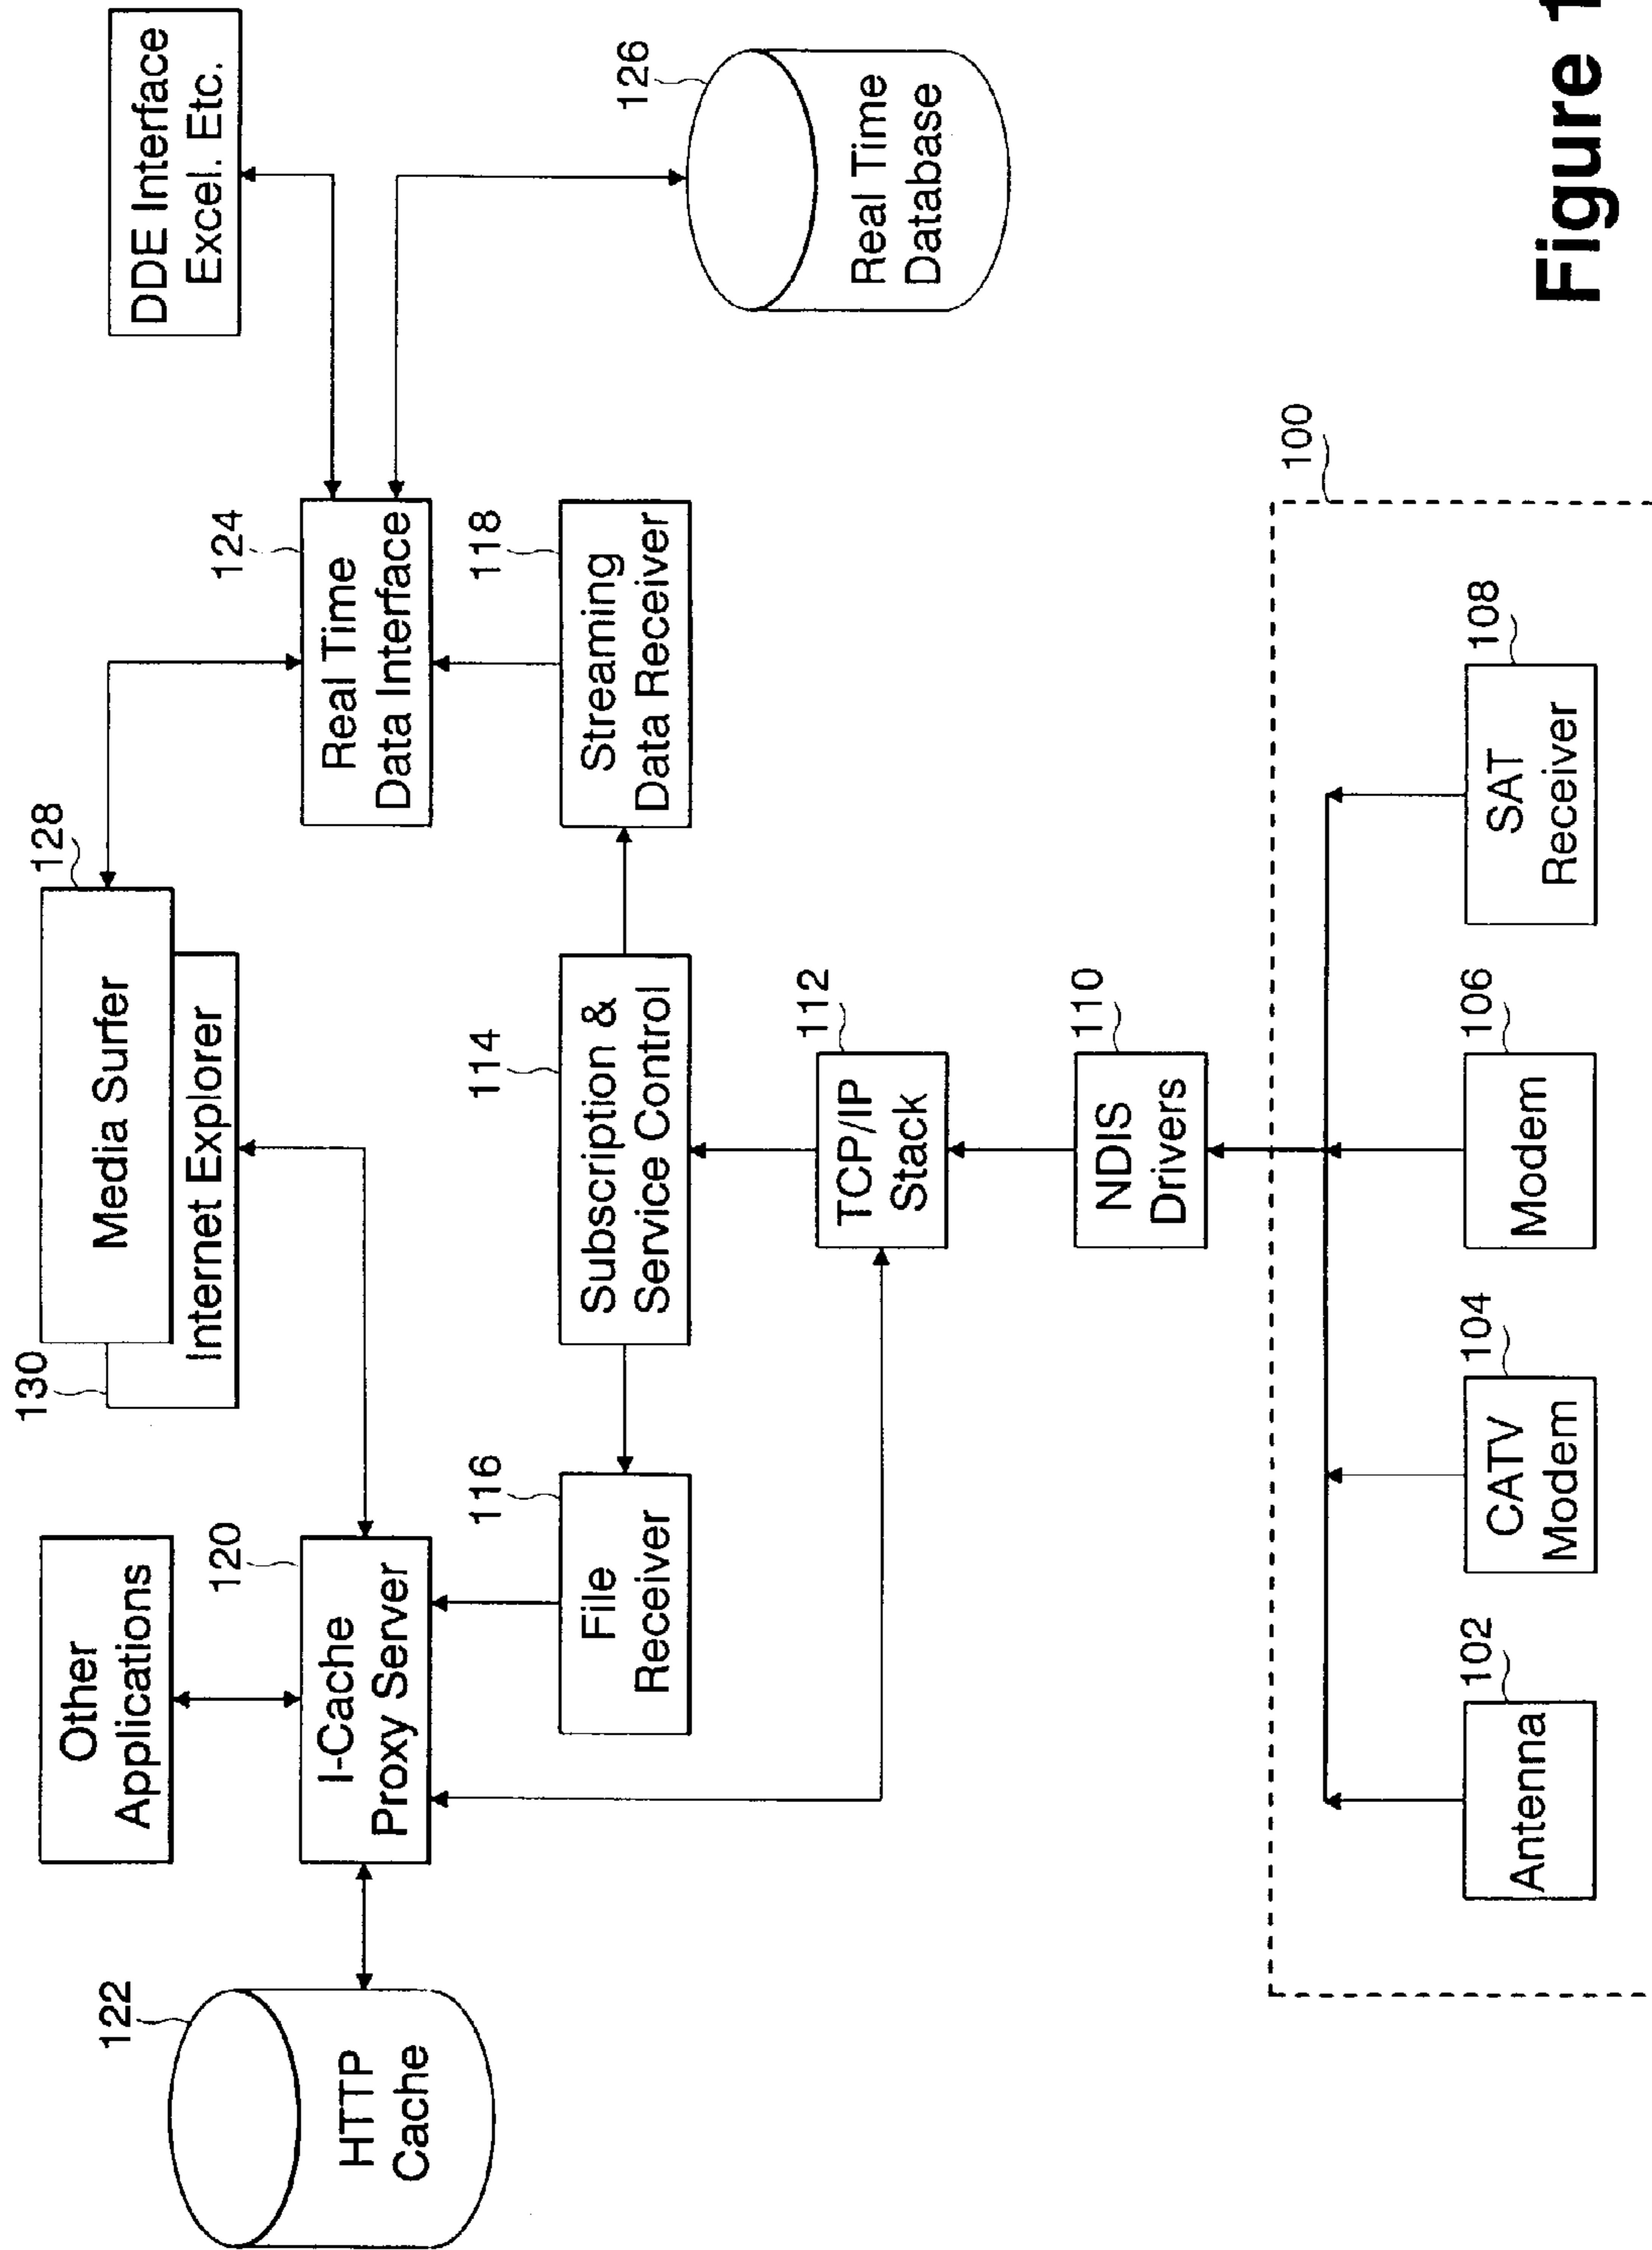 Other
Applications
130
Media Surfer
128
Internet Explorer
DDE Interface
Excel. Etc.
122
HTTP
Cache
120
I-Cache
Proxy Server
124
Real Time
Data Interface
116
File
Receiver
114
Subscription &
Service Control
118
Streaming
Data Receiver
126
Real Time
Database
112
TCP/IP
Stack
110
NDIS
Drivers
100
102
Antenna
104
CATV
Modem
106
Modem
108
SAT
Receiver
Figure 1